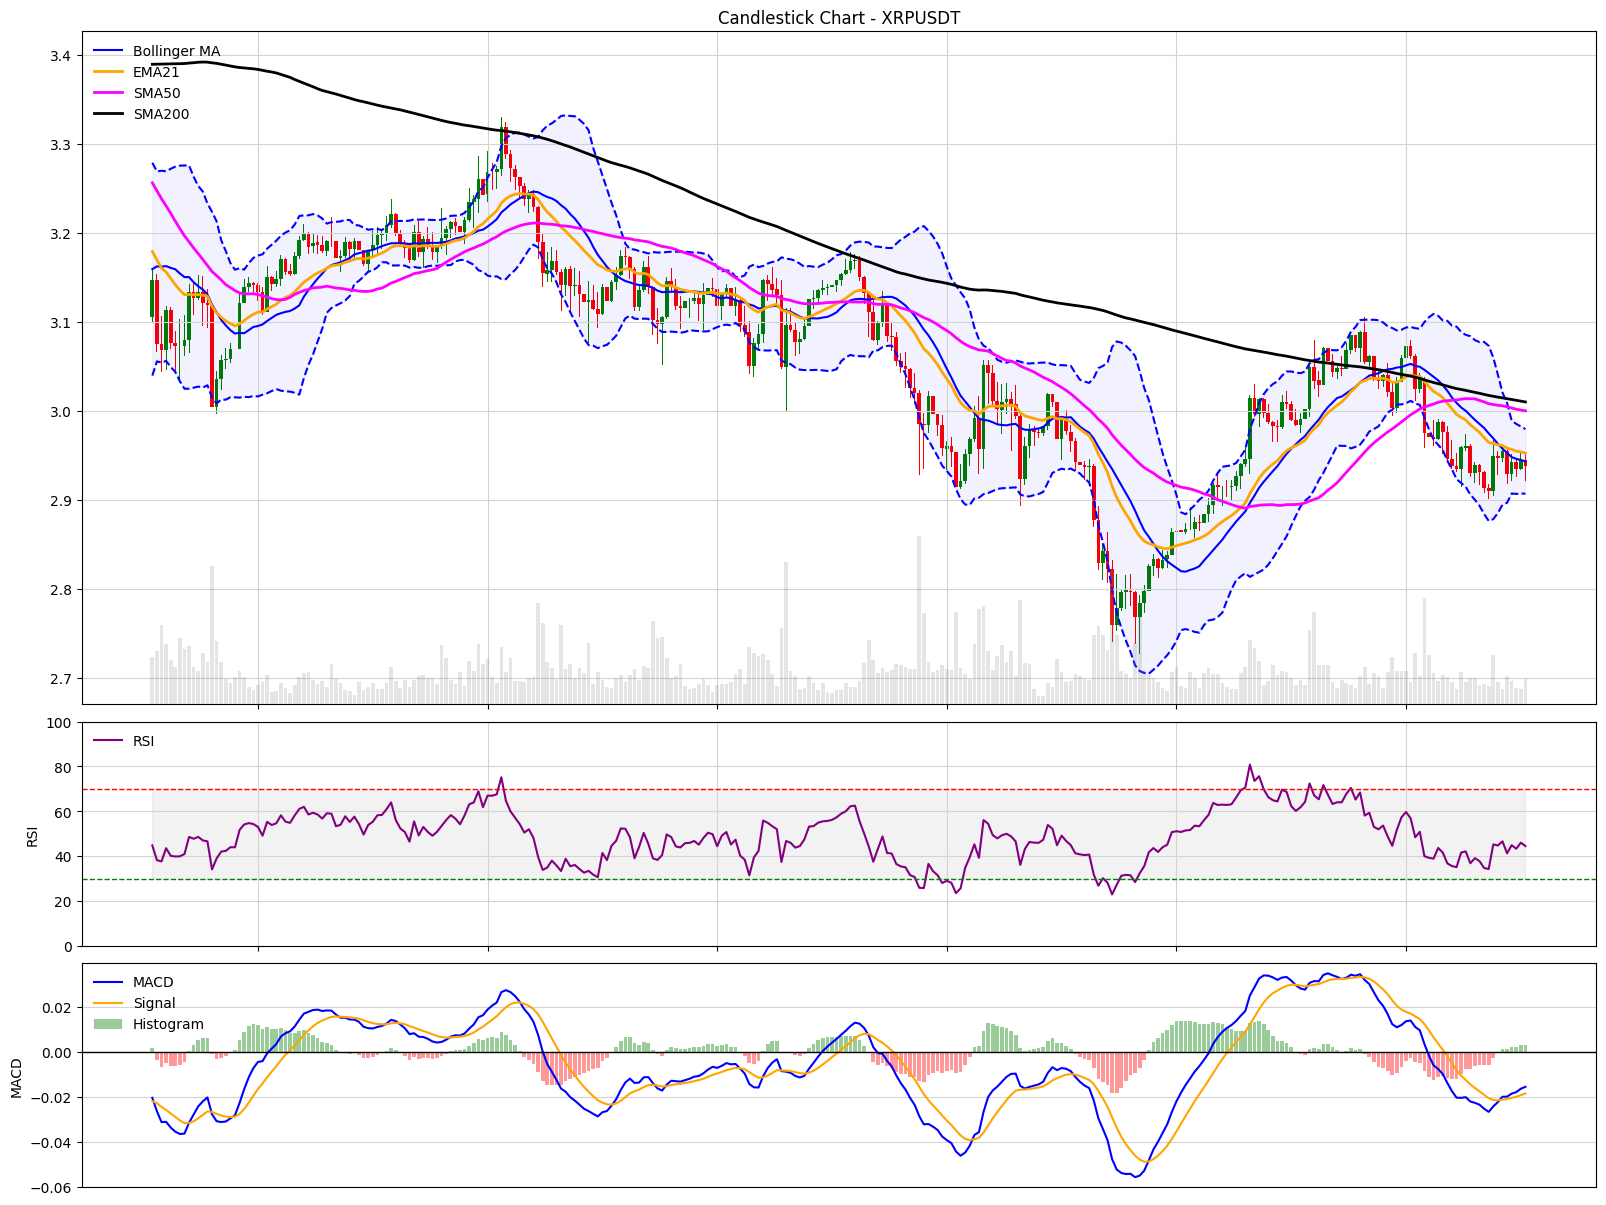 Candlestick Chart - XRPUSDT
Bollinger MA
EMA21
SMA50
SMA200
3.4
3.3
3.2
3.1
3.0
2.9
2.8
2.7
RSI
RSI
100
80
60
40
20
0
MACD
Signal
Histogram
MACD
0.02
0.00
−0.02
−0.04
−0.06